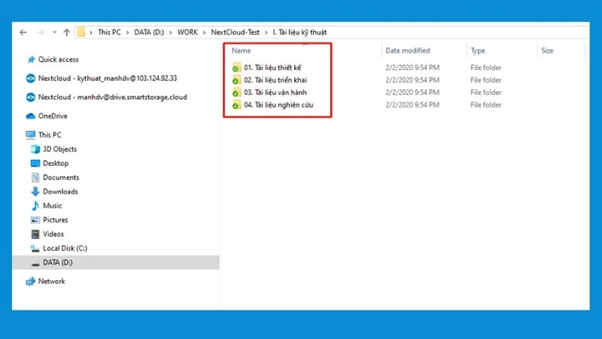 This PC > DATA (D:) > WORK > NextCloud-Test > I. Tài liệu kỹ thuật
Name Date modified Type Size
Quick access
Nextcloud - kythuat_manhdv@103.124.92.33
Nextcloud - manhdv@drive.smartstorage.cloud
OneDrive
This PC
3D Objects
Desktop
Documents
Downloads
Music
Pictures
Videos
Local Disk (C:)
DATA (D:)
Network
01. Tài liệu thiết kế 2/2/2020 9:54 PM File folder
02. Tài liệu triển khai 2/2/2020 9:54 PM File folder
03. Tài liệu vận hành 2/2/2020 9:54 PM File folder
04. Tài liệu nghiên cứu 2/2/2020 9:54 PM File folder